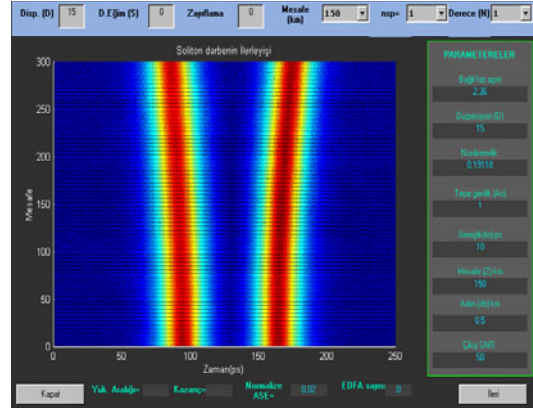 Disp. (D) 15 D.Eğim (S) 0 Zayıflama 0 Mesafe (km) 150 nsp= 1 Derece (N) 1
Soliton darbenin İlerleyişi
300
250
200
150
100
50
0
Mesafe
0 50 100 150 200 250
Zaman(ps)
PARAMETERELER
Bağıl faz açısı
2.26
Dispersiyon (D)
15
Nonlineerlik
0.19118
Tepe genlik (Ao)
1
Genişlik(to)ps
10
Mesafe (Z)-km
150
Adım (dz)-km
0.5
Çıkış SNR
50
Kapat Yük. Aralığı= Kazanç= Normalize ASE= 0.02 EDFA sayısı 0 İleri